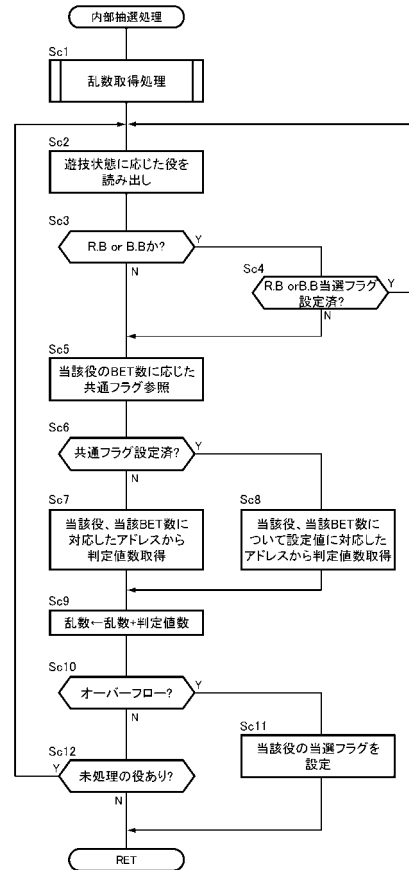 内部抽選処理
Sc1
乱数取得処理
Sc2
遊技状態に応じた役を
読み出し
Sc3
R.B or B.Bか?
Y
N
Sc4
R.B orB.B当選フラグ
設定済?
Y
N
Sc5
当該役のBET数に応じた
共通フラグ参照
Sc6
共通フラグ設定済?
Y
N
Sc7
当該役、当該BET数に
対応したアドレスから
判定値数取得
Sc8
当該役、当該BET数に
ついて設定値に対応した
アドレスから判定値数取得
Sc9
乱数←乱数+判定値数
Sc10
オーバーフロー?
Y
N
Sc11
当該役の当選フラグを
設定
Sc12
未処理の役あり?
Y
N
RET